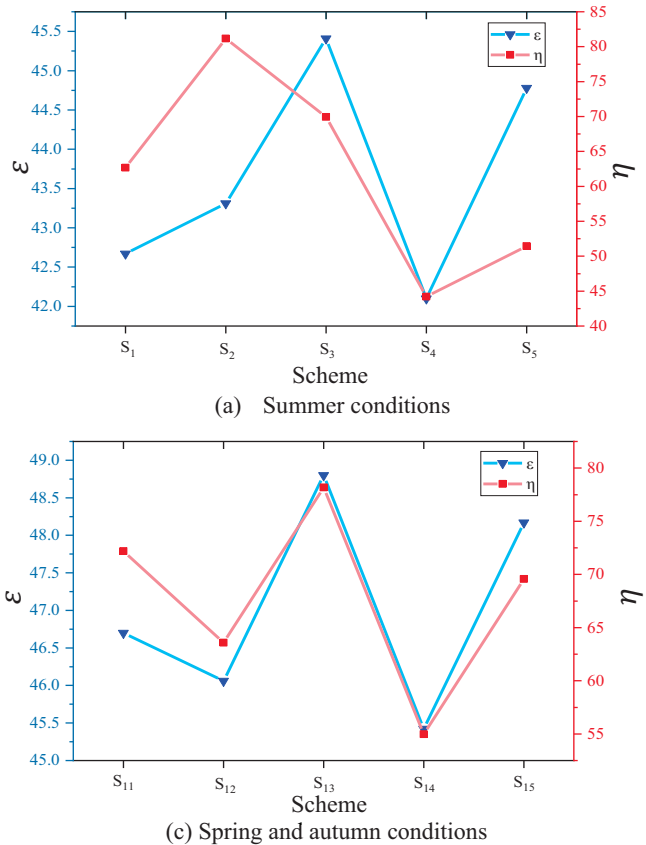 45.5
45.0
44.5
44.0
43.5
43.0
42.5
42.0
ε
85
80
75
70
65
60
55
50
45
40
η
ε
η
S₁ S₂ S₃ S₄ S₅
Scheme
(a) Summer conditions
49.0
48.5
48.0
47.5
47.0
46.5
46.0
45.5
45.0
ε
80
75
70
65
60
55
η
ε
η
S₁₁ S₁₂ S₁₃ S₁₄ S₁₅
Scheme
(c) Spring and autumn conditions